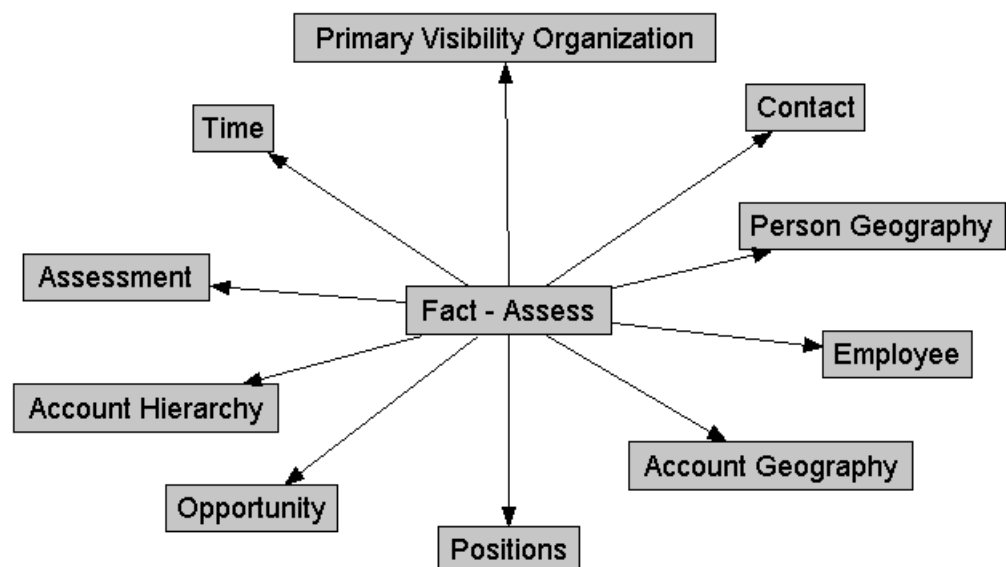 Primary Visibility Organization
Contact
Time
Person Geography
Assessment
Fact - Assess
Employee
Account Hierarchy
Account Geography
Opportunity
Positions